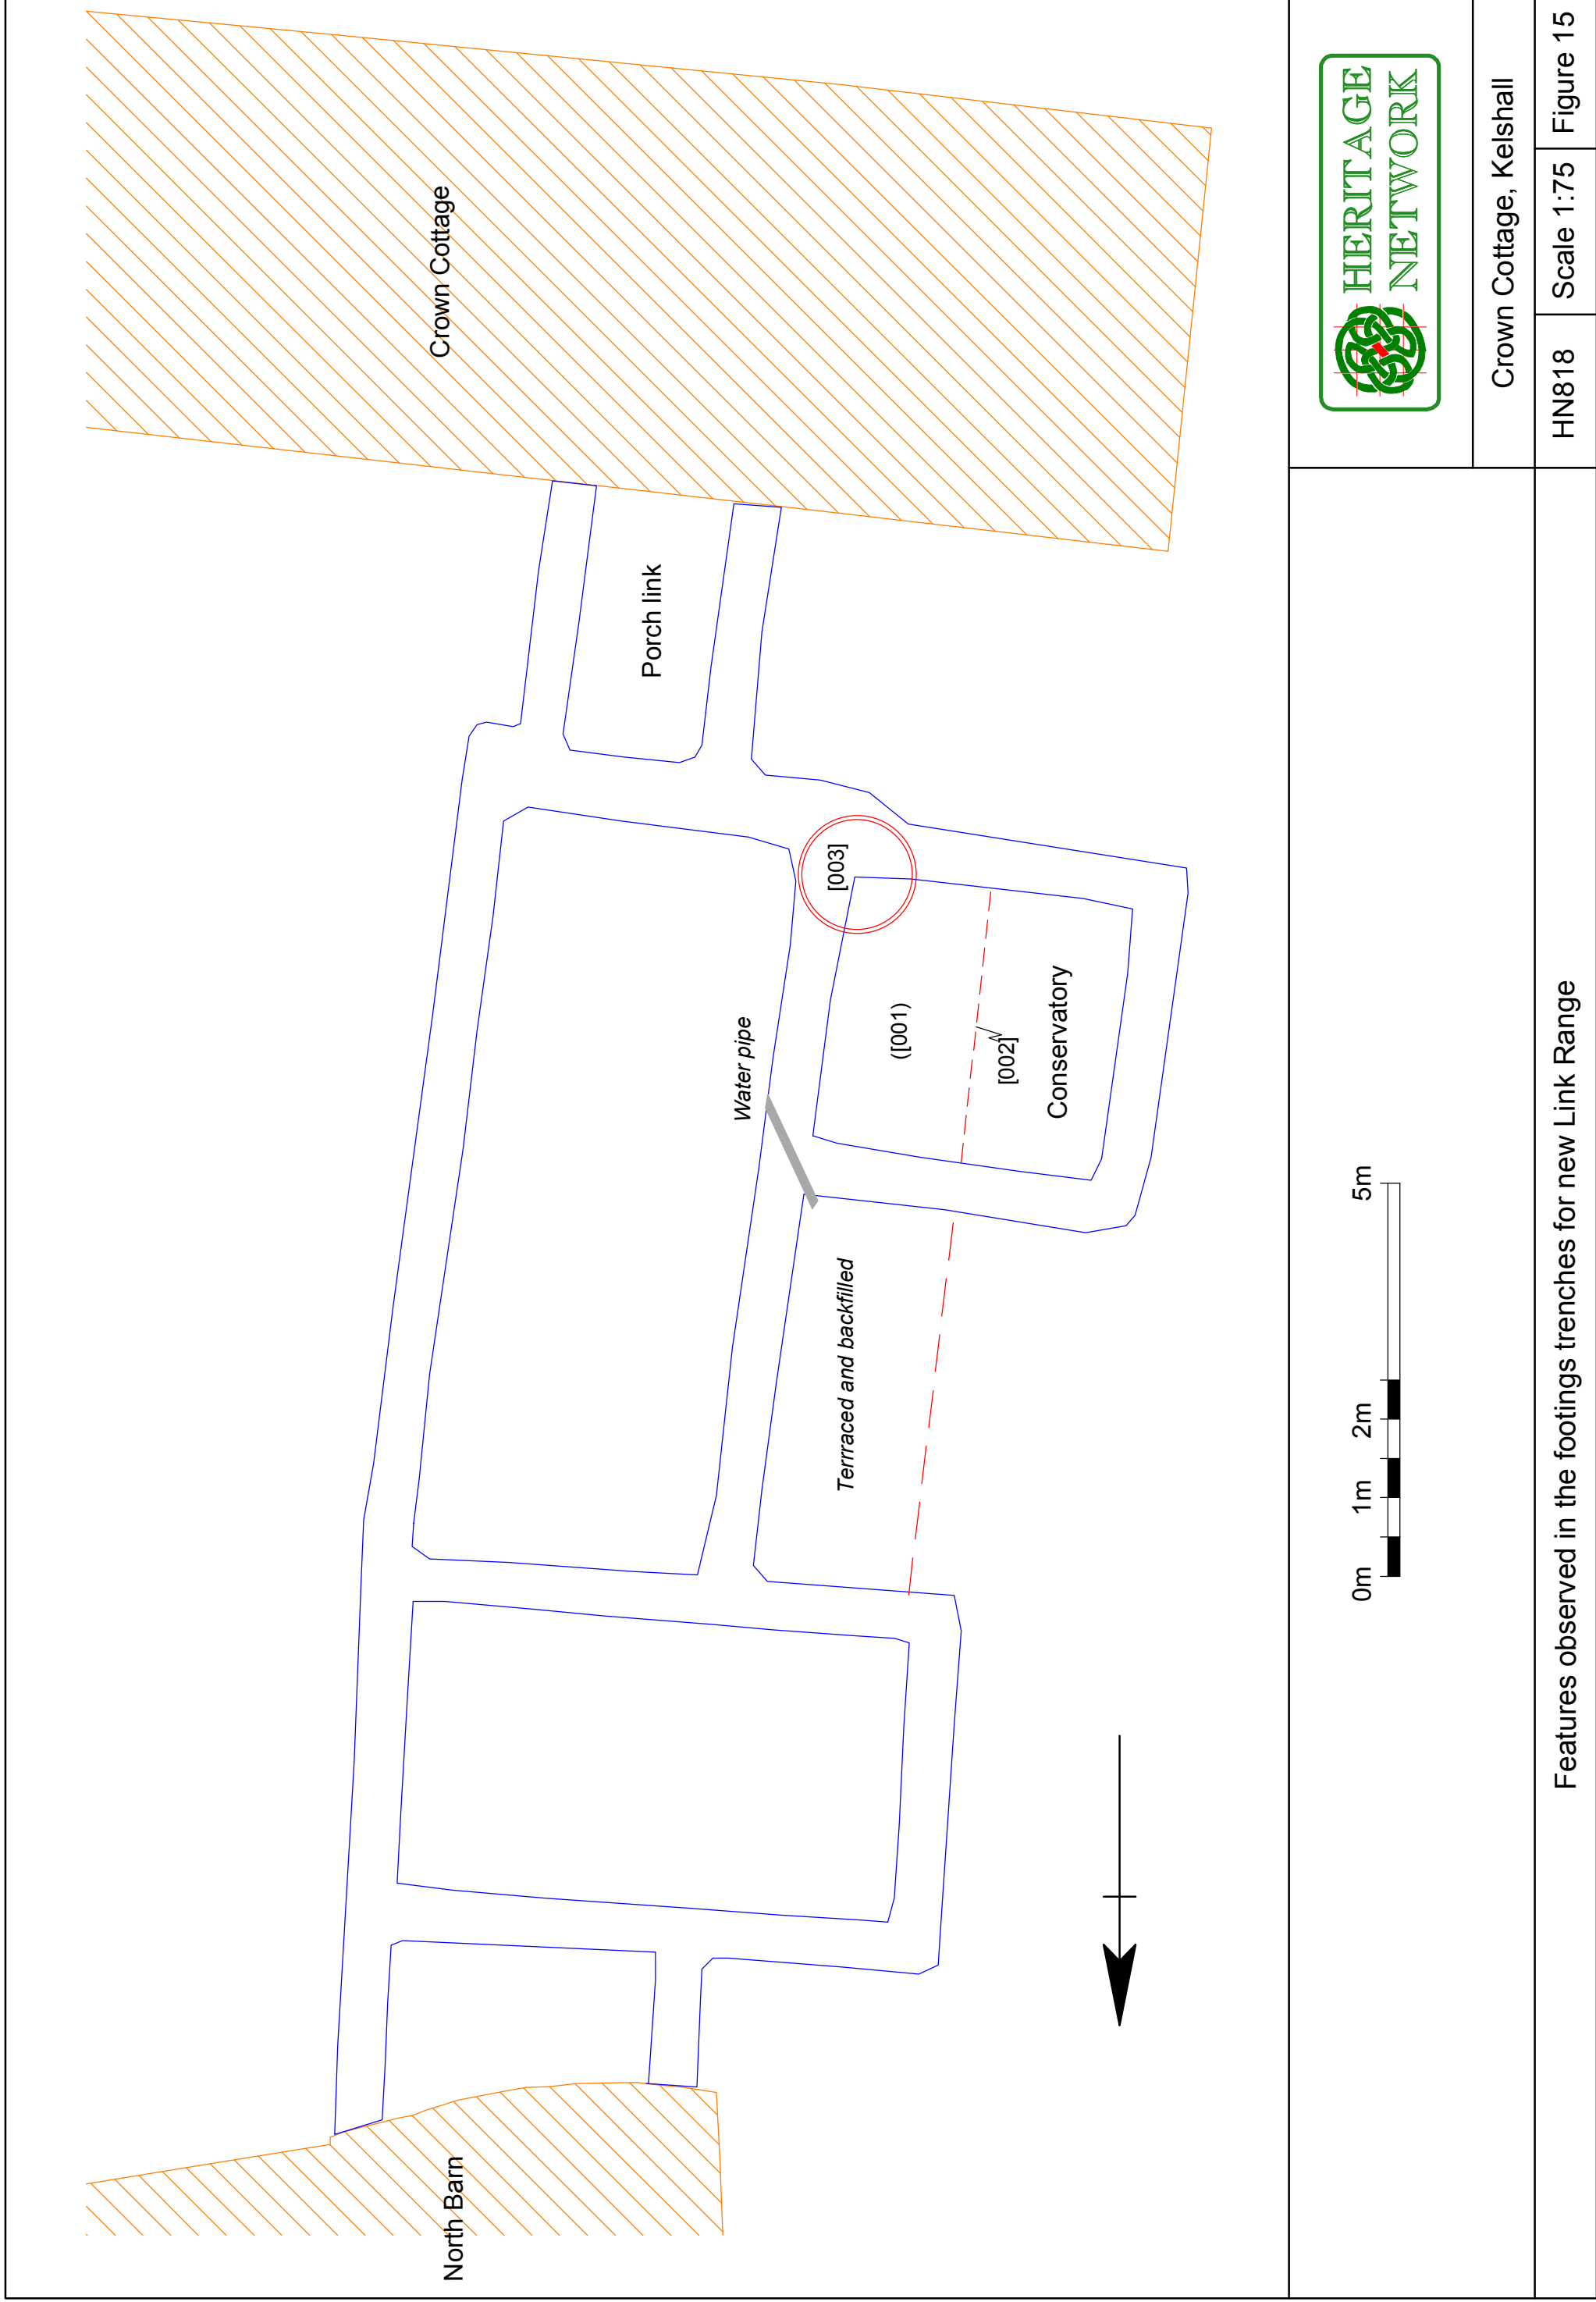 North Barn
Crown Cottage
Porch link
Water pipe
[003]
Terrraced and backfilled
([001)
[002]
Conservatory
0m 1m 2m 5m
HERITAGE
NETWORK
Crown Cottage, Kelshall
Features observed in the footings trenches for new Link Range
HN818
Scale 1:75
Figure 15